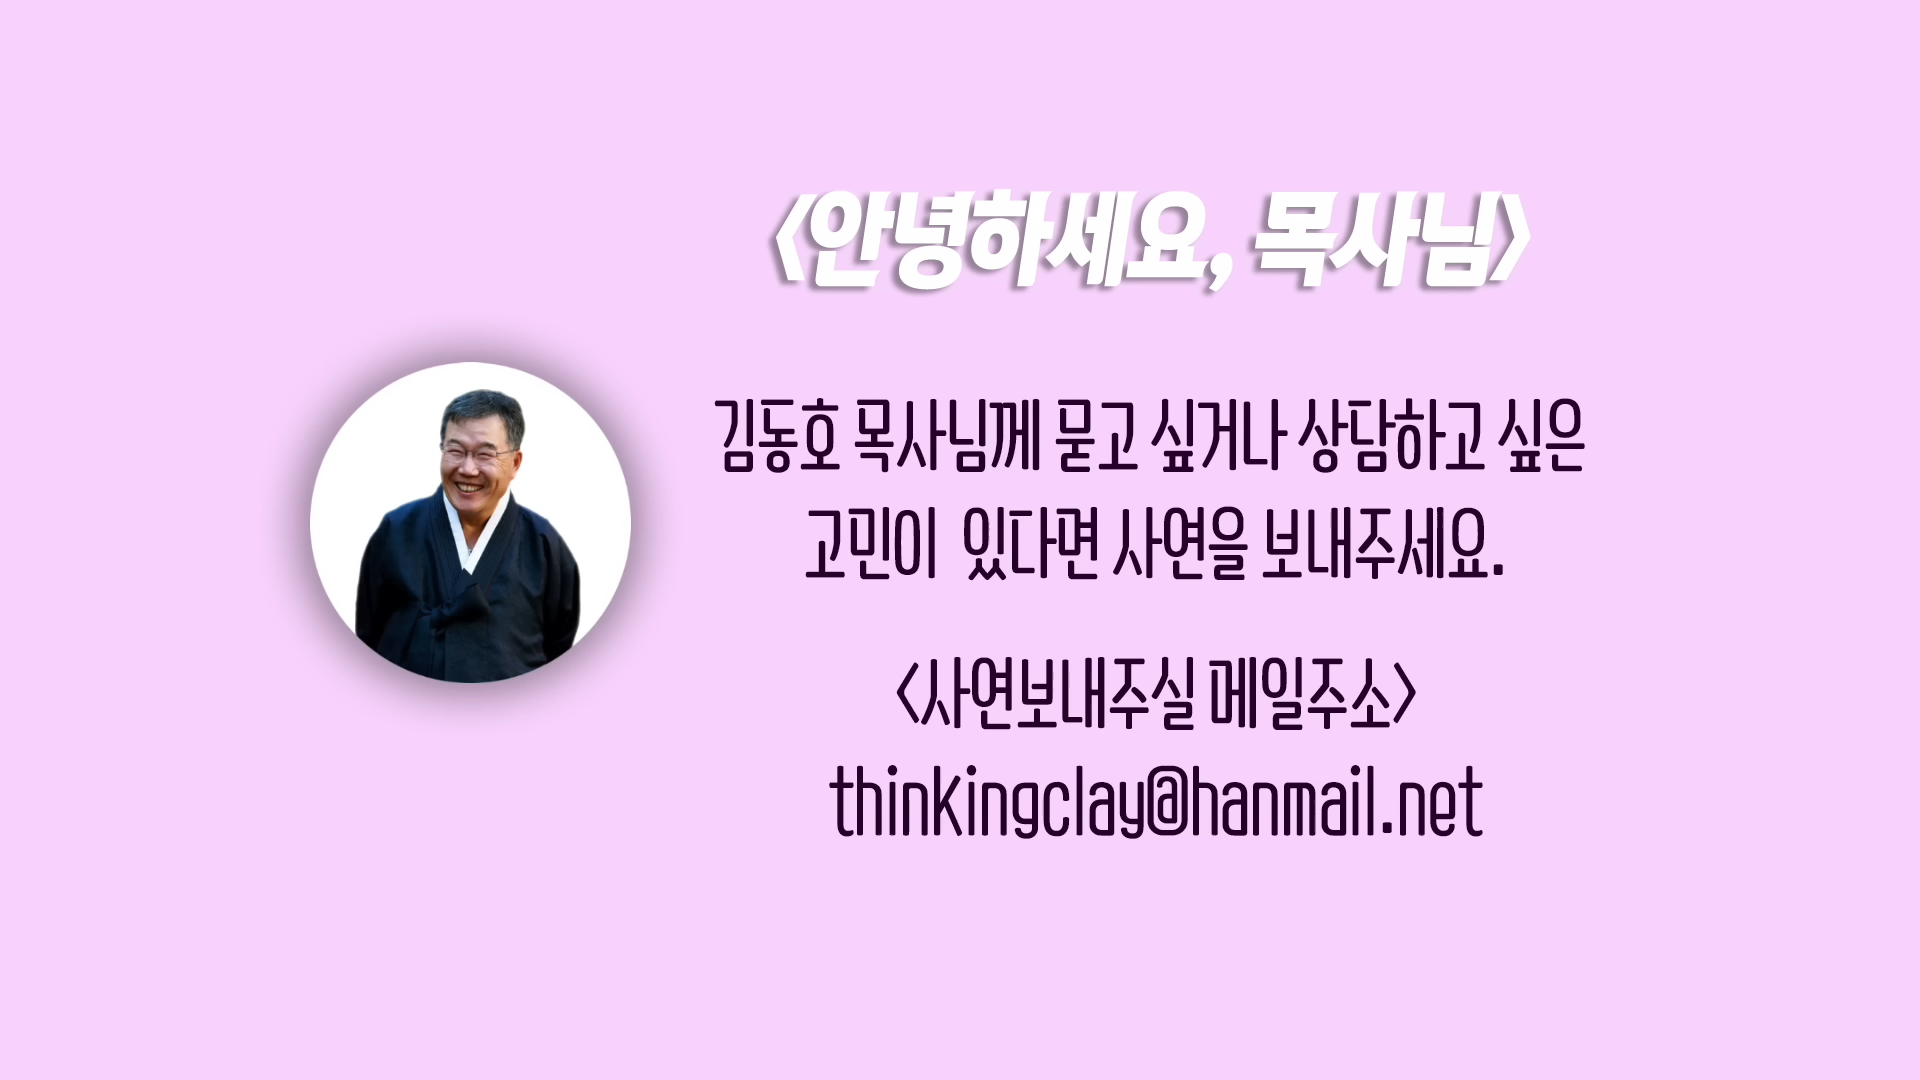 <안녕하세요, 목사님>
김동호 목사님께 묻고 싶거나 상담하고 싶은
고민이 있다면 사연을 보내주세요.
<사연보내주실 메일주소>
thinkingclay@hanmail.net